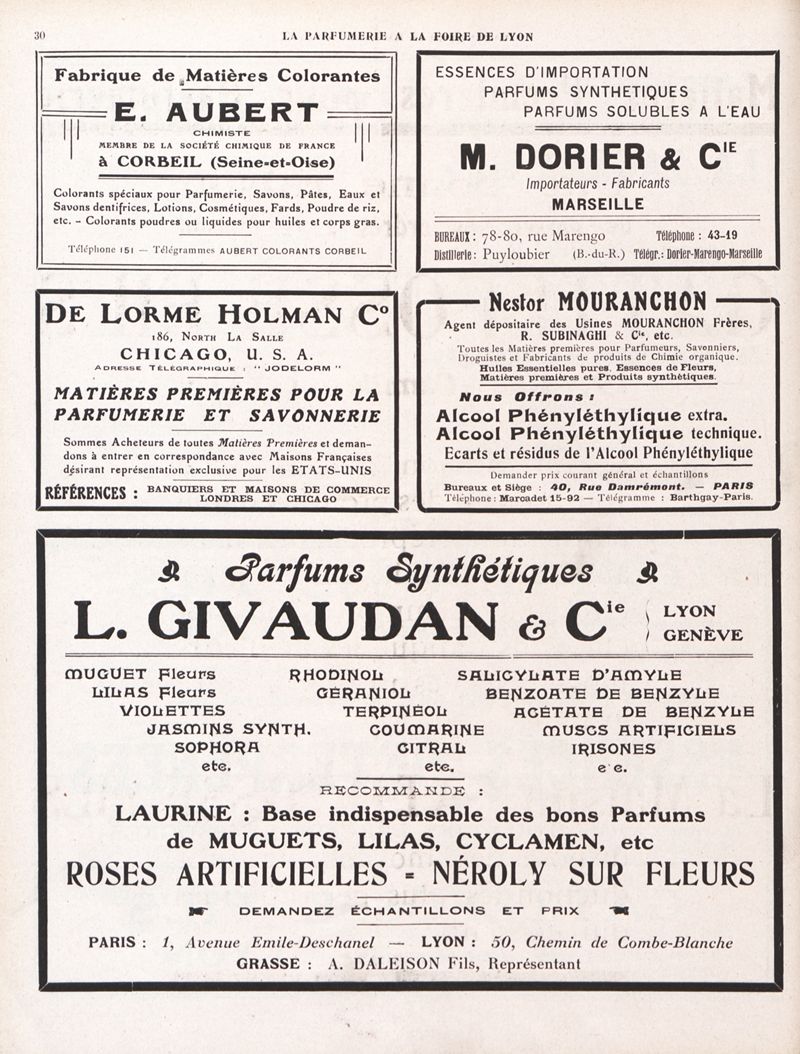 30
LA PARFUMERIE A LA FOIRE DE LYON
Fabrique de Matières Colorantes
E. AUBERT
CHIMISTE
MEMBRE DE LA SOCIÉTÉ CHIMIQUE DE FRANCE
à CORBEIL (Seine-et-Oise)
Colorants spéciaux pour Parfumerie, Savons, Pâtes, Eaux et
Savons dentifrices, Lotions, Cosmétiques, Fards, Poudre de riz,
etc. - Colorants poudres ou liquides pour huiles et corps gras.
Téléphone 151 — Télégrammes AUBERT COLORANTS CORBEIL
ESSENCES D'IMPORTATION
PARFUMS SYNTHETIQUES
PARFUMS SOLUBLES A L'EAU
M. DORIER & CIE
Importateurs - Fabricants
MARSEILLE
BUREAUX : 78-80, rue Marengo Téléphone : 43-19
Distillerie : Puyloubier (B.-du-R.) Télégr.: Dorier-Marengo-Marseille
DE LORME HOLMAN Co
186, NORTH LA SALLE
CHICAGO, U. S. A.
ADRESSE TÉLÉGRAPHIQUE : " JODELORM "
MATIÈRES PREMIÈRES POUR LA
PARFUMERIE ET SAVONNERIE
Sommes Acheteurs de toutes Matières Premières et deman-
dons à entrer en correspondance avec Maisons Françaises
désirant représentation exclusive pour les ETATS-UNIS
RÉFÉRENCES : BANQUIERS ET MAISONS DE COMMERCE
LONDRES ET CHICAGO
Nestor MOURANCHON
Agent dépositaire des Usines MOURANCHON Frères,
R. SUBINAGHI & Cie, etc.
Toutes les Matières premières pour Parfumeurs, Savonniers,
Droguistes et Fabricants de produits de Chimie organique.
Huiles Essentielles pures. Essences de Fleurs,
Matières premières et Produits synthétiques.
Nous Offrons :
Alcool Phényléthylique extra.
Alcool Phényléthylique technique.
Ecarts et résidus de l'Alcool Phényléthylique
Demander prix courant général et échantillons
Bureaux et Siège : 40, Rue Damrémont. — PARIS
Téléphone : Marcadet 15-92 — Télégramme : Barthgay-Paris.
Parfums Synthétiques
L. GIVAUDAN & Cie LYON
GENÈVE
MUGUET Fleurs RHODINOL SALICYLATE D'AMYLE
LILAS Fleurs GÉRANIOL BENZOATE DE BENZYLE
VIOLETTES TERPINÉOL ACÉTATE DE BENZYLE
JASMINS SYNTH. COUMARINE MUSCS ARTIFICIELS
SOPHORA CITRAL IRISONES
etc. etc. e e.
RECOMMANDE :
LAURINE : Base indispensable des bons Parfums
de MUGUETS, LILAS, CYCLAMEN, etc
ROSES ARTIFICIELLES - NÉROLY SUR FLEURS
DEMANDEZ ÉCHANTILLONS ET PRIX
PARIS : 1, Avenue Emile-Deschanel — LYON : 50, Chemin de Combe-Blanche
GRASSE : A. DALEISON Fils, Représentant